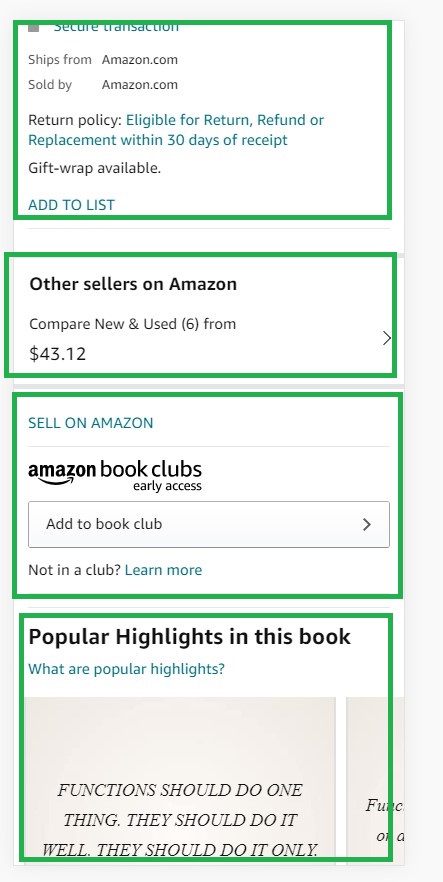 Secure transaction
Ships from Amazon.com
Sold by Amazon.com
Return policy: Eligible for Return, Refund or
Replacement within 30 days of receipt
Gift-wrap available.
ADD TO LIST
Other sellers on Amazon
Compare New & Used (6) from
$43.12
SELL ON AMAZON
amazon book clubs
early access
Add to book club
Not in a club? Learn more
Popular Highlights in this book
What are popular highlights?
FUNCTIONS SHOULD DO ONE
THING. THEY SHOULD DO IT
WELL. THEY SHOULD DO IT ONLY.